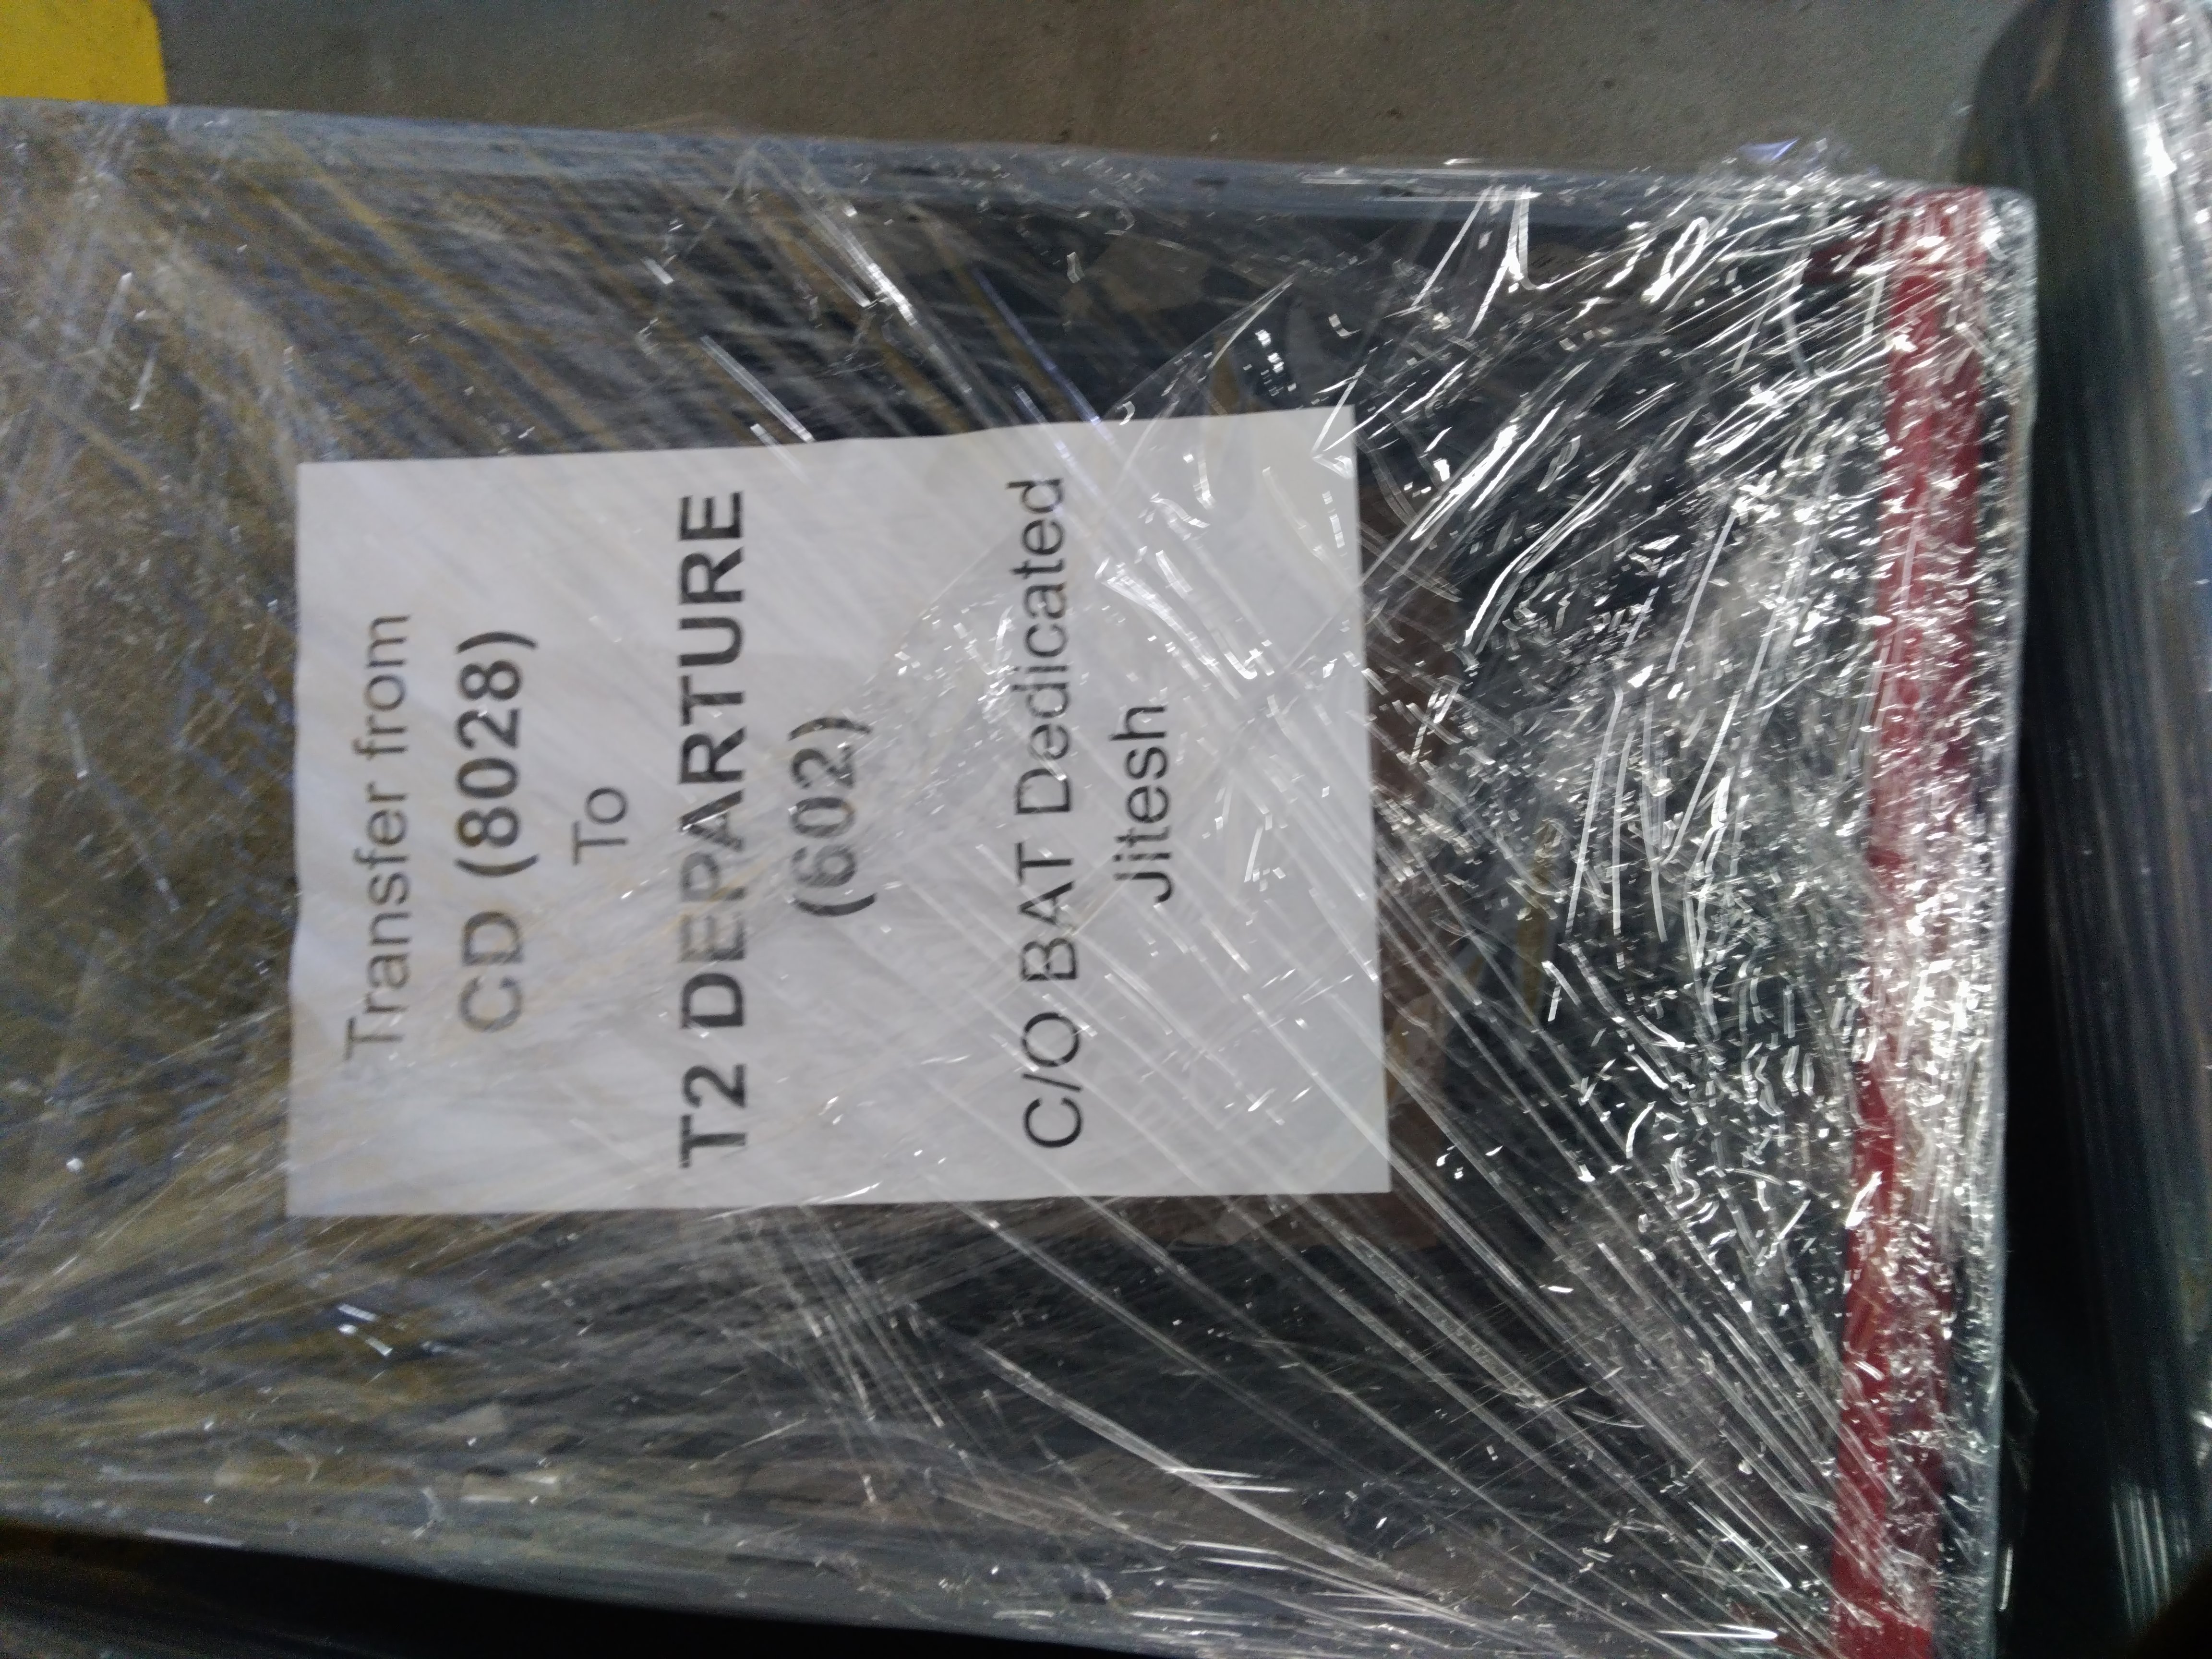 Transfer from
CD (8028)
To
T2 DEPARTURE
(602)
C/O BAT Dedicated
Jitesh